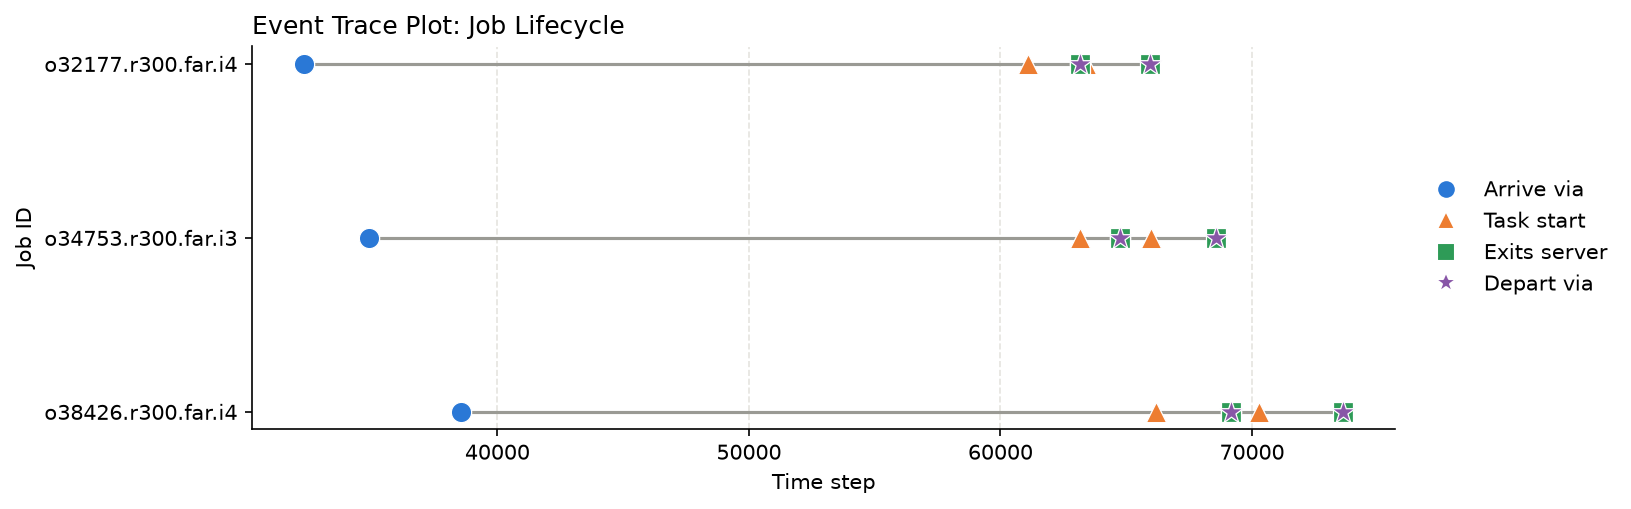 Event Trace Plot: Job Lifecycle
Job ID
o32177.r300.far.i4
o34753.r300.far.i3
o38426.r300.far.i4
40000
50000
60000
70000
Time step
Arrive via
Task start
Exits server
Depart via